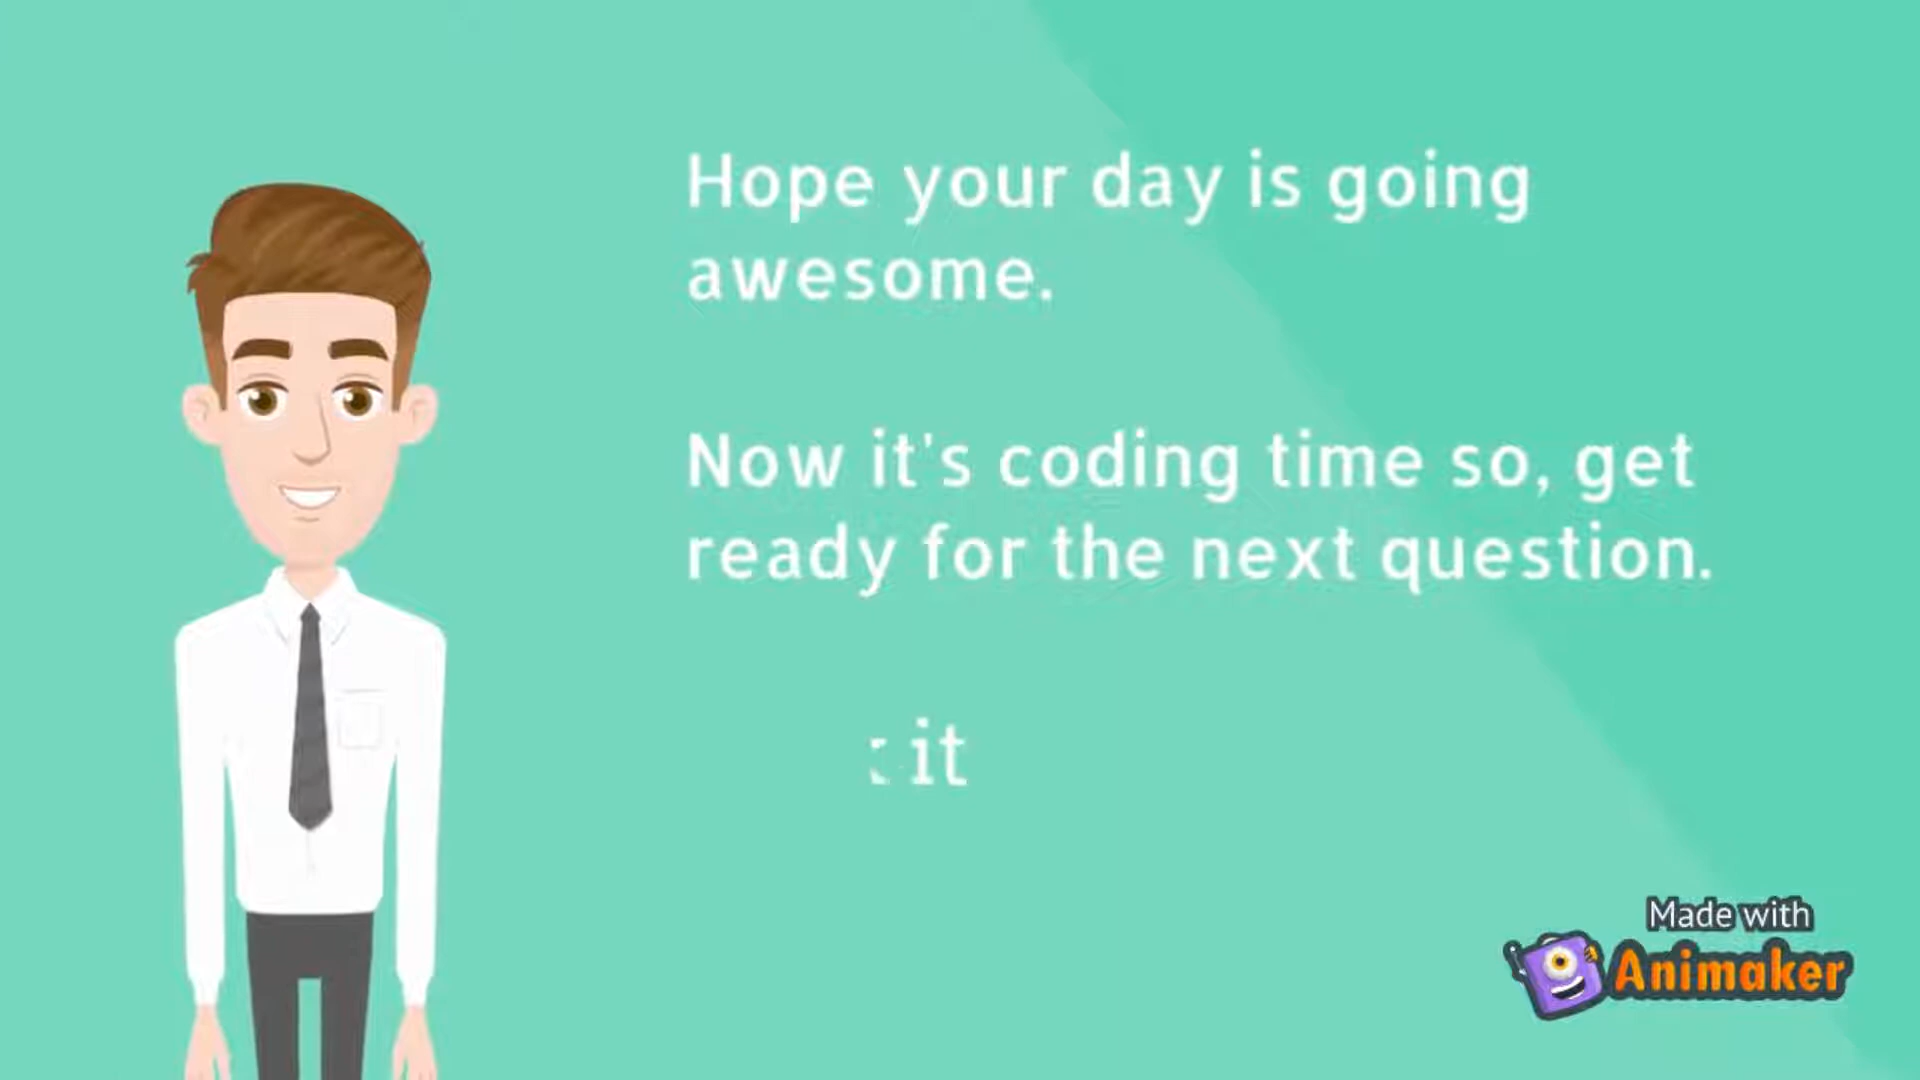 Hope your day is going
awesome.
Now it's coding time so, get
ready for the next question.
it
Made with
Animaker